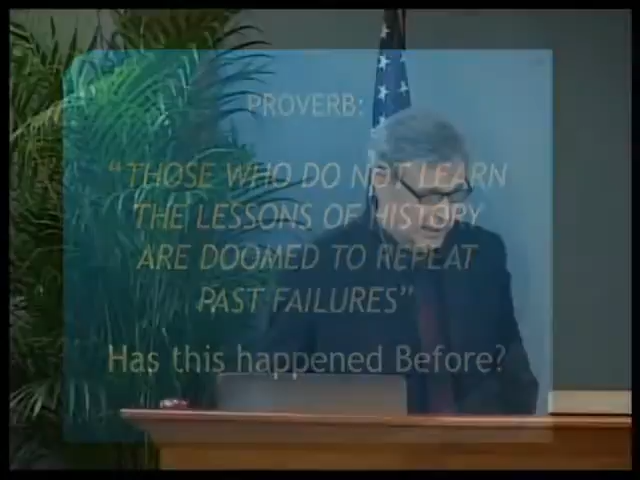 PROVERB:
“THOSE WHO DO NOT LEARN
THE LESSONS OF HISTORY
ARE DOOMED TO REPEAT
PAST FAILURES”
Has this happened Before?